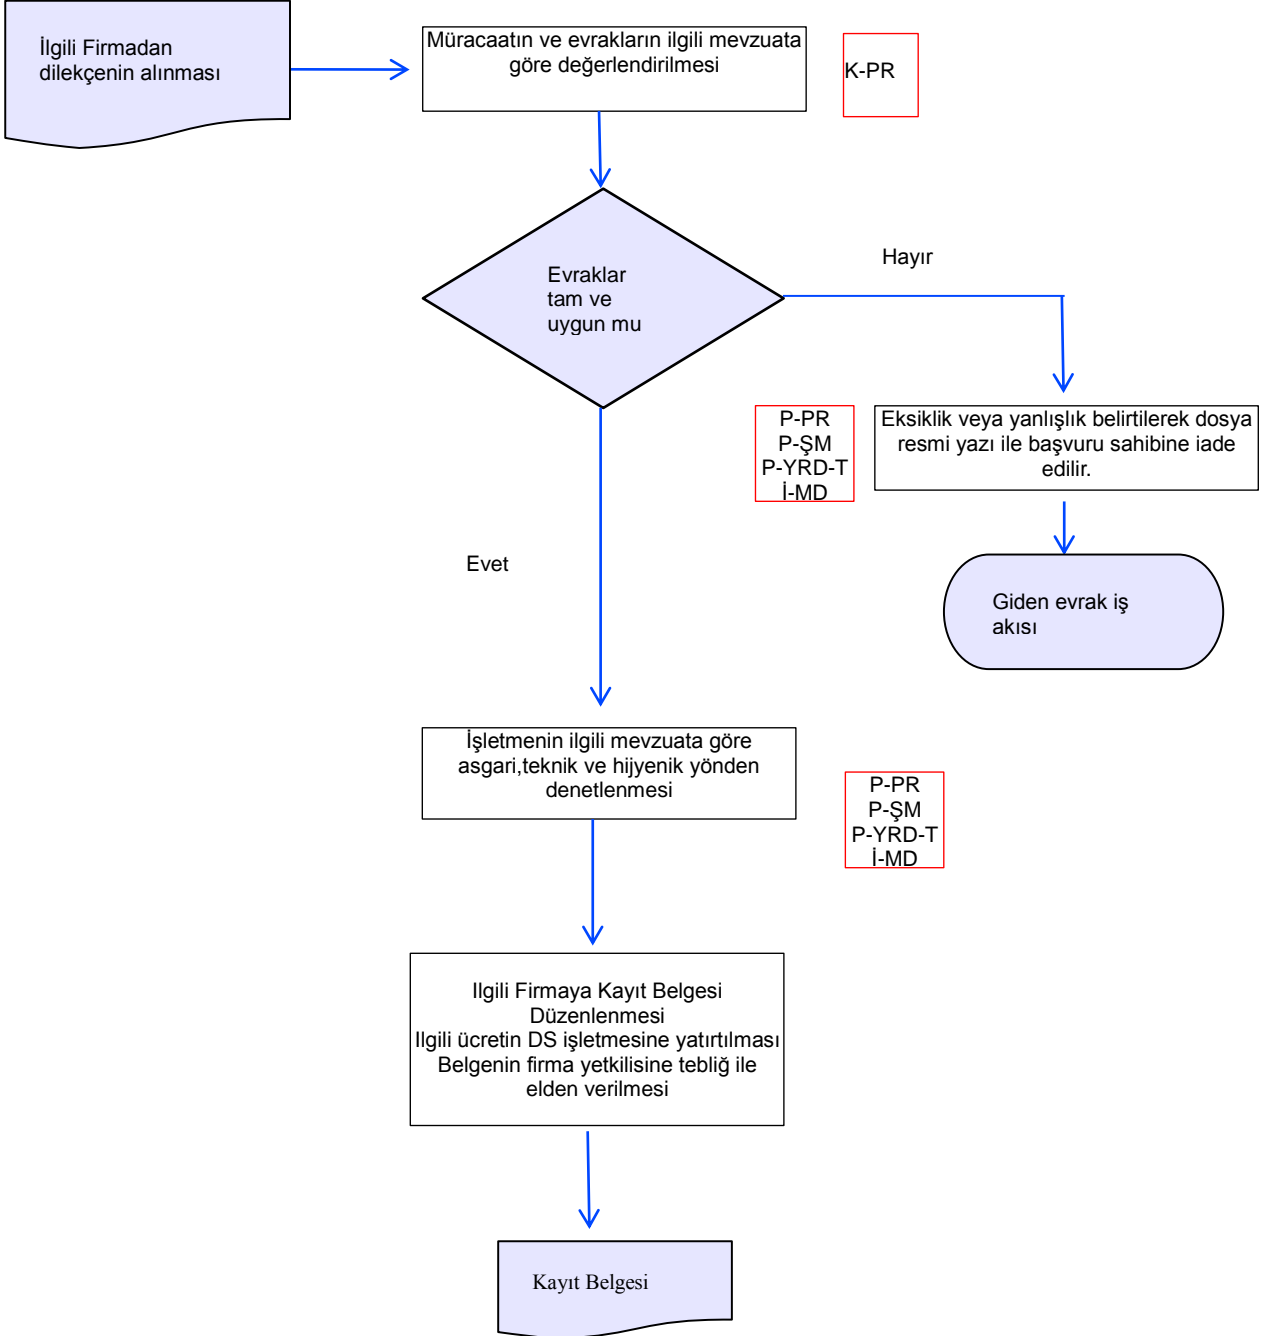 İlgili Firmadan
dilekçenin alınması
Müracaatın ve evrakların ilgili mevzuata
göre değerlendirilmesi
K-PR
Evraklar
tam ve
uygun mu
Hayır
P-PR
P-ŞM
P-YRD-T
İ-MD
Eksiklik veya yanlışlık belirtilerek dosya
resmi yazı ile başvuru sahibine iade
edilir.
Evet
Giden evrak iş
akısı
İşletmenin ilgili mevzuata göre
asgari,teknik ve hijyenik yönden
denetlenmesi
P-PR
P-ŞM
P-YRD-T
İ-MD
Ilgili Firmaya Kayıt Belgesi
Düzenlenmesi
Ilgili ücretin DS işletmesine yatırtılması
Belgenin firma yetkilisine tebliğ ile
elden verilmesi
Kayıt Belgesi